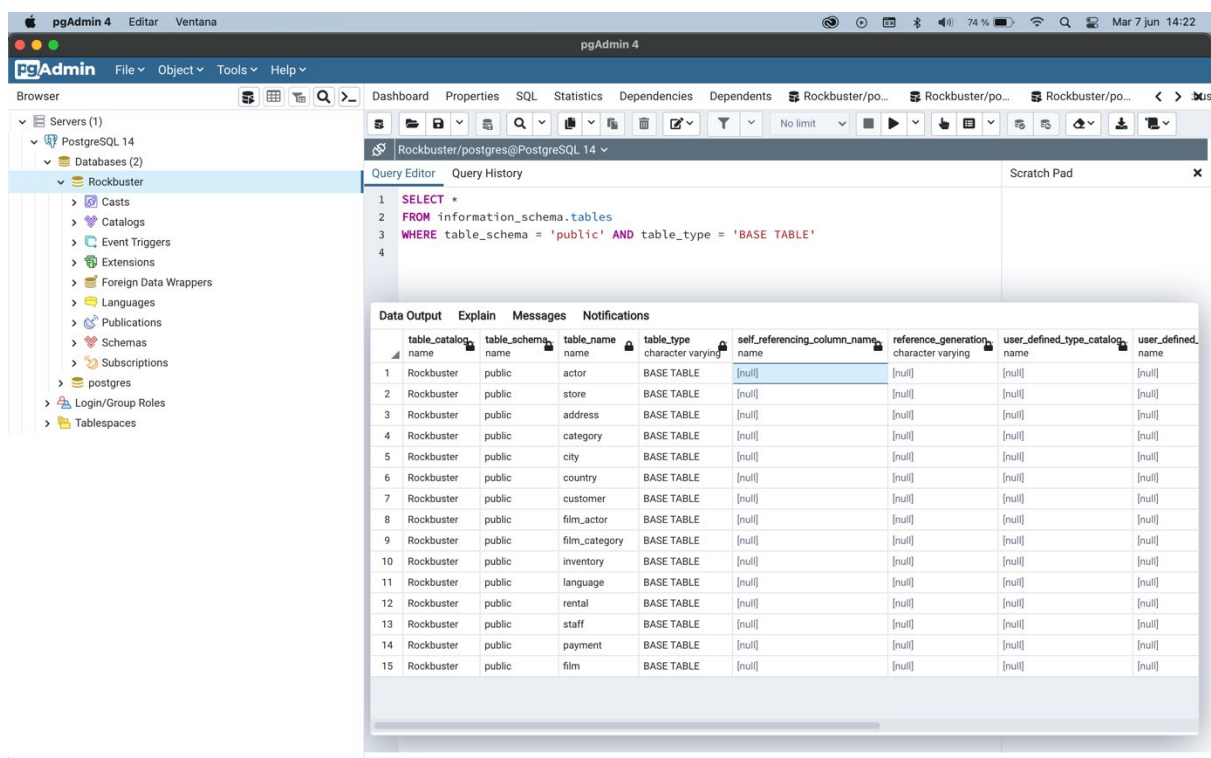 pgAdmin 4 Editar Ventana 74 % Mar 7 jun 14:22
pgAdmin 4
pgAdmin File Object Tools Help
Browser
Dashboard Properties SQL Statistics Dependencies Dependents Rockbuster/po... Rockbuster/po... Rockbuster/po...
Servers (1)
PostgreSQL 14
Databases (2)
Rockbuster
Casts
Catalogs
Event Triggers
Extensions
Foreign Data Wrappers
Languages
Publications
Schemas
Subscriptions
postgres
Login/Group Roles
Tablespaces
No limit
Rockbuster/postgres@PostgreSQL 14
Query Editor Query History Scratch Pad
1 SELECT *
2 FROM information_schema.tables
3 WHERE table_schema = 'public' AND table_type = 'BASE TABLE'
4
Data Output Explain Messages Notifications
table_catalog table_schema table_name table_type self_referencing_column_name reference_generation user_defined_type_catalog user_defined_
name name name character varying name character varying name name
1 Rockbuster public actor BASE TABLE [null] [null] [null] [null]
2 Rockbuster public store BASE TABLE [null] [null] [null] [null]
3 Rockbuster public address BASE TABLE [null] [null] [null] [null]
4 Rockbuster public category BASE TABLE [null] [null] [null] [null]
5 Rockbuster public city BASE TABLE [null] [null] [null] [null]
6 Rockbuster public country BASE TABLE [null] [null] [null] [null]
7 Rockbuster public customer BASE TABLE [null] [null] [null] [null]
8 Rockbuster public film_actor BASE TABLE [null] [null] [null] [null]
9 Rockbuster public film_category BASE TABLE [null] [null] [null] [null]
10 Rockbuster public inventory BASE TABLE [null] [null] [null] [null]
11 Rockbuster public language BASE TABLE [null] [null] [null] [null]
12 Rockbuster public rental BASE TABLE [null] [null] [null] [null]
13 Rockbuster public staff BASE TABLE [null] [null] [null] [null]
14 Rockbuster public payment BASE TABLE [null] [null] [null] [null]
15 Rockbuster public film BASE TABLE [null] [null] [null] [null]